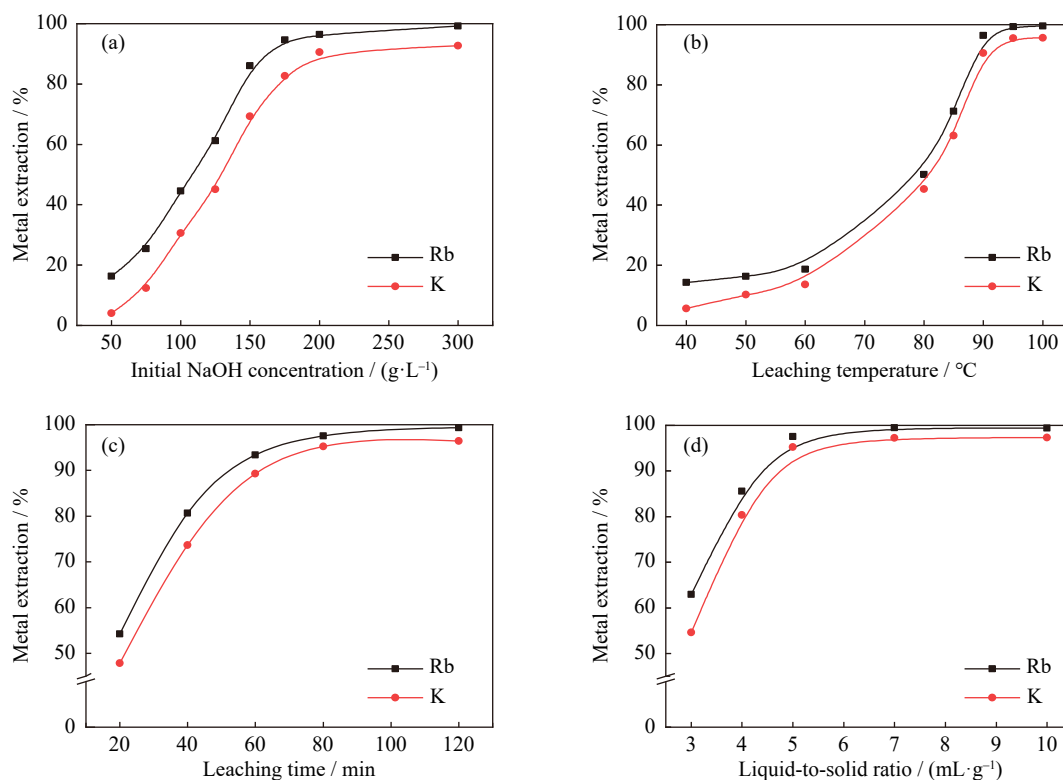 (a)
Metal extraction / %
100
80
60
40
20
0
Rb
K
50 100 150 200 250 300
Initial NaOH concentration / (g·L⁻¹)
(b)
Metal extraction / %
100
80
60
40
20
0
Rb
K
40 50 60 70 80 90 100
Leaching temperature / °C
(c)
Metal extraction / %
100
90
80
70
60
50
0
Rb
K
20 40 60 80 100 120
Leaching time / min
(d)
Metal extraction / %
100
90
80
70
60
50
0
Rb
K
3 4 5 6 7 8 9 10
Liquid-to-solid ratio / (mL·g⁻¹)